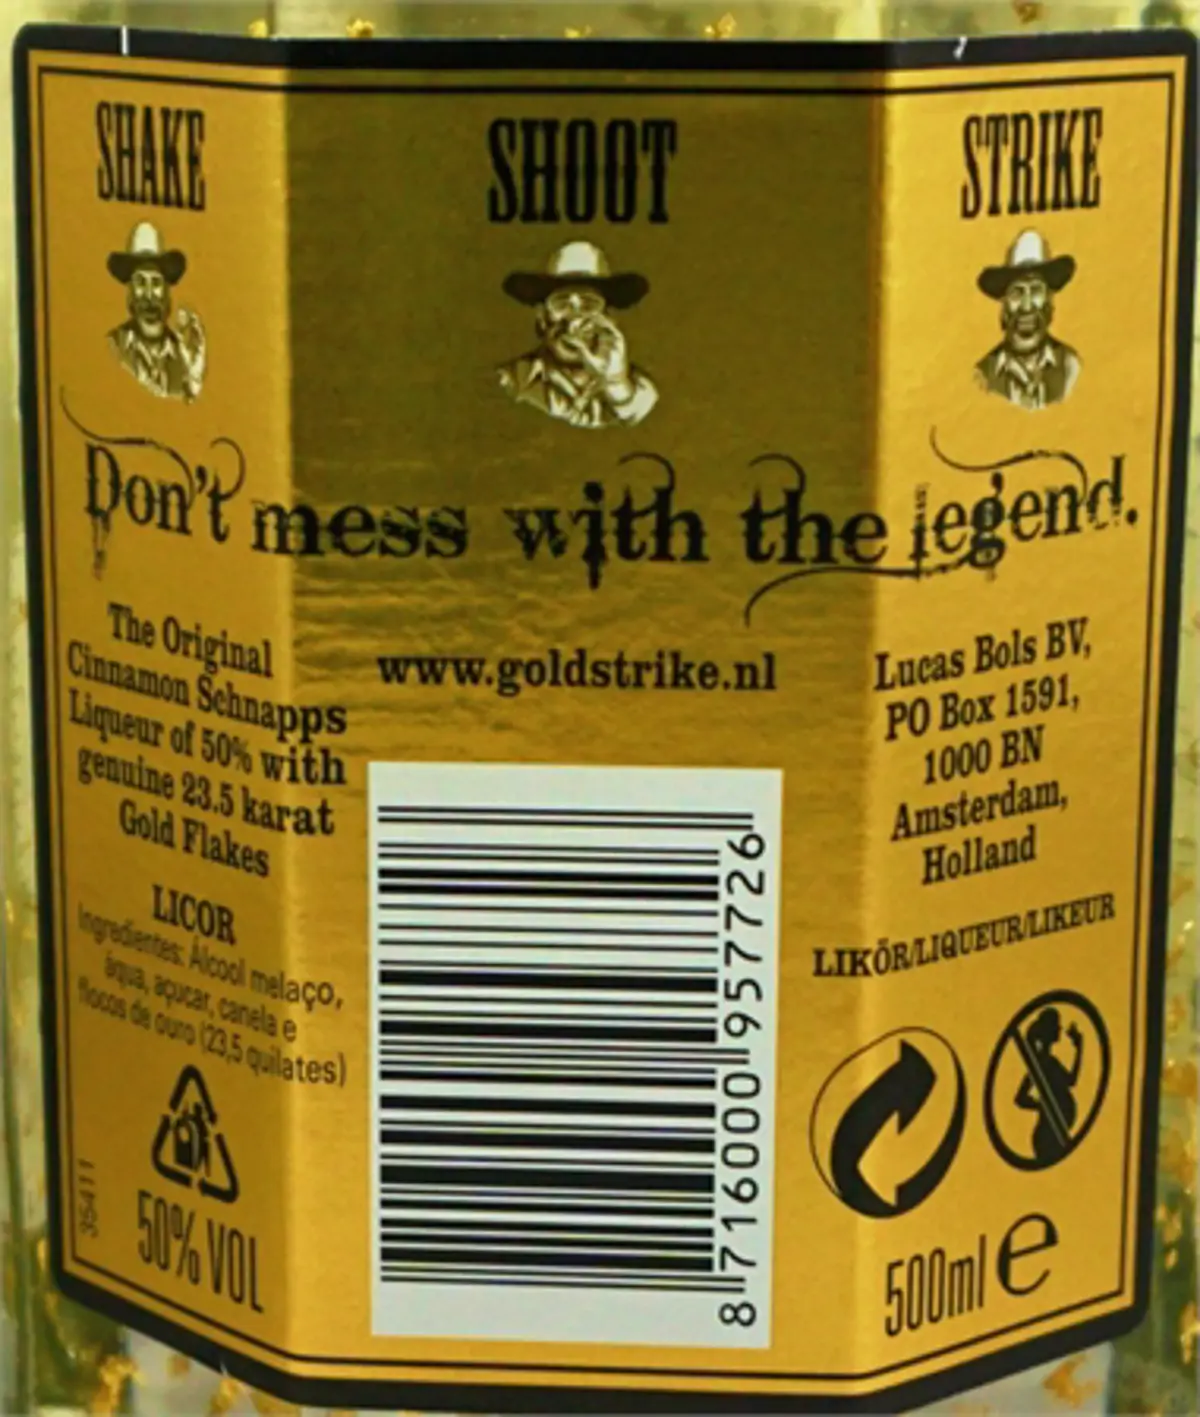 SHAKE
SHOOT
STRIKE
Don't mess with the legend.
The Original
Cinnamon Schnapps
Liqueur of 50% with
genuine 23.5 karat
Gold Flakes
LICOR
Ingredientes: Álcool melaço,
àqua, açucar, canela e
flocos de ouro (23,5 quilates)
35411
50% VOL
www.goldstrike.nl
8 716000 957726
Lucas Bols BV,
PO Box 1591,
1000 BN
Amsterdam,
Holland
LIKÖR/LIQUEUR/LIKEUR
500ml e